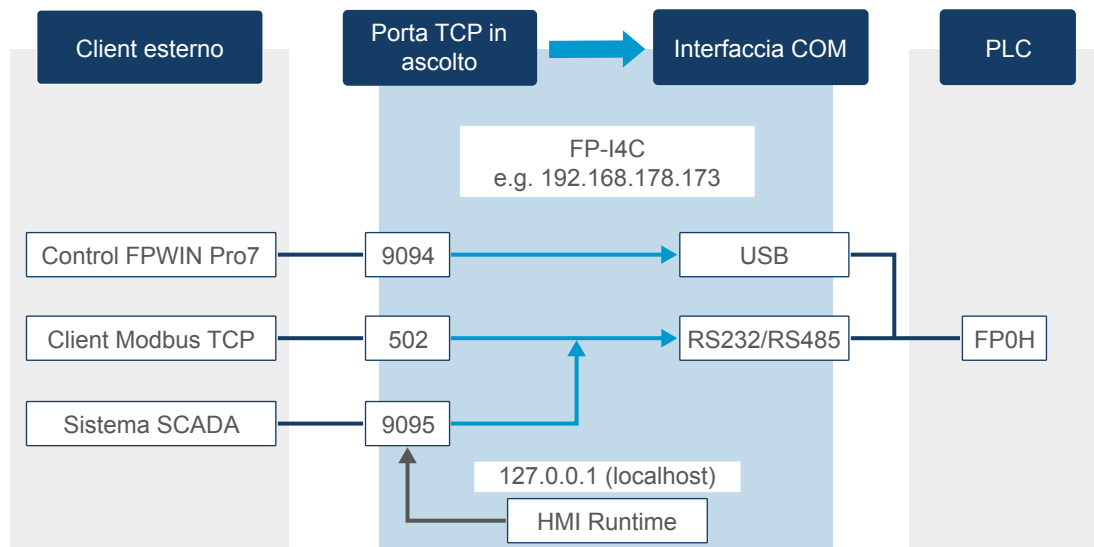 Client esterno
Porta TCP in
ascolto
Interfaccia COM
PLC
FP-I4C
e.g. 192.168.178.173
Control FPWIN Pro7
9094
USB
Client Modbus TCP
502
RS232/RS485
FP0H
Sistema SCADA
9095
127.0.0.1 (localhost)
HMI Runtime